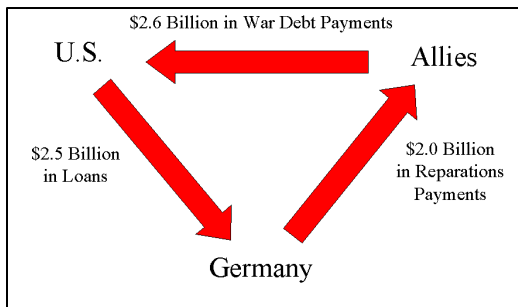 $2.6 Billion in War Debt Payments
U.S.
Allies
$2.5 Billion
in Loans
$2.0 Billion
in Reparations
Payments
Germany